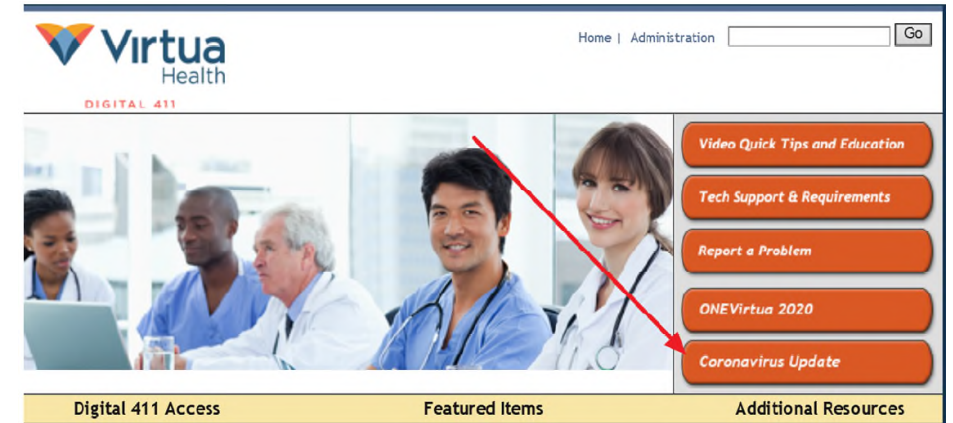 Virtua
Health
DIGITAL 411
Home | Administration
Go
Video Quick Tips and Education
Tech Support & Requirements
Report a Problem
ONEVirtua 2020
Coronavirus Update
Digital 411 Access
Featured Items
Additional Resources